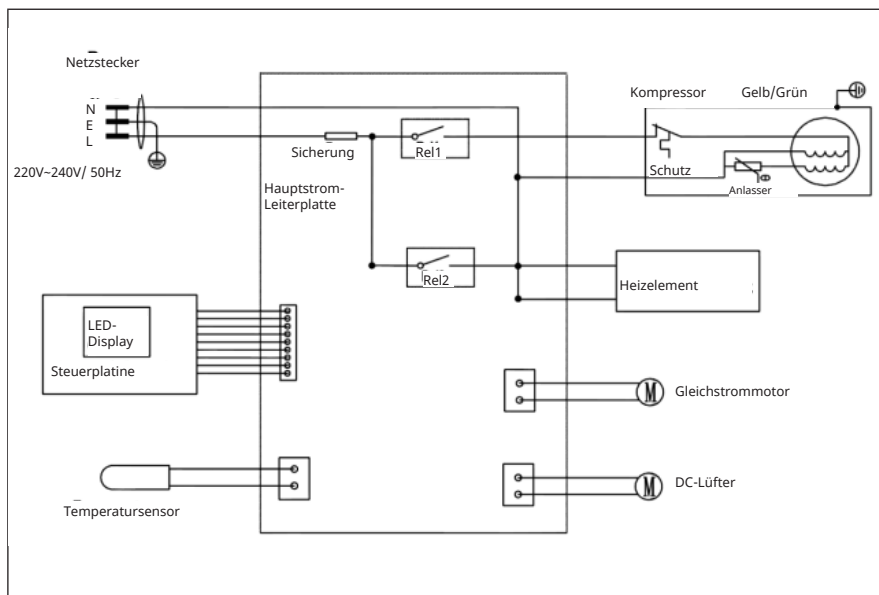 Netzstecker
N
E
L
220V~240V/ 50Hz
Sicherung
Rel1
Hauptstrom-
Leiterplatte
Rel2
Kompressor
Gelb/Grün
Schutz
Anlasser
Heizelement
LED-
Display
Steuerplatine
M
Gleichstrommotor
Temperatursensor
M
DC-Lüfter